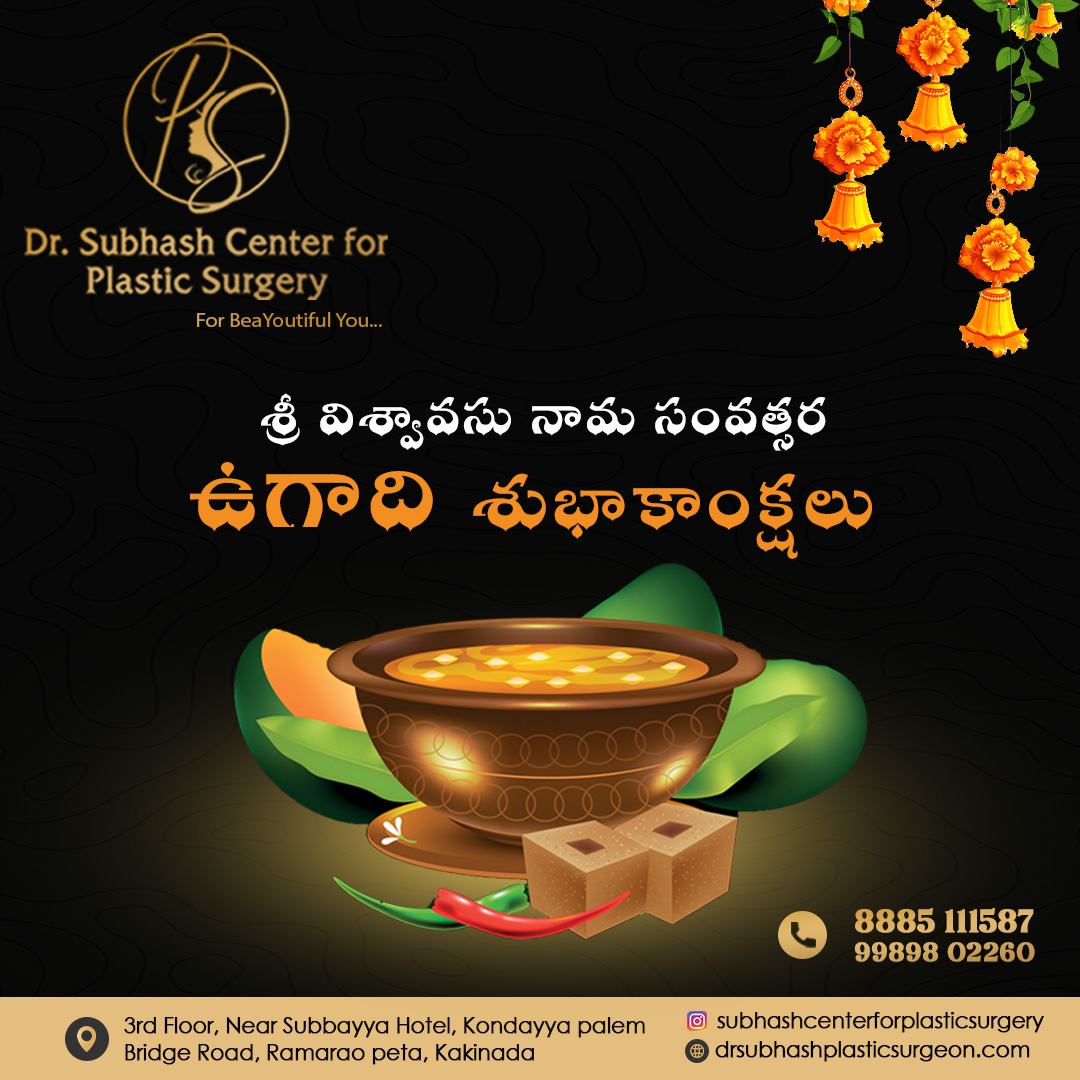 PS
Dr. Subhash Center for
Plastic Surgery
For BeaYoutiful You...
శ్రీ విశ్వావసు నామ సంవత్సర
ఉగాది శుభాకాంక్షలు
8885 111587
99898 02260
3rd Floor, Near Subbayya Hotel, Kondayya palem
Bridge Road, Ramarao peta, Kakinada
subhashcenterforplasticsurgery
drsubhashplasticsurgeon.com